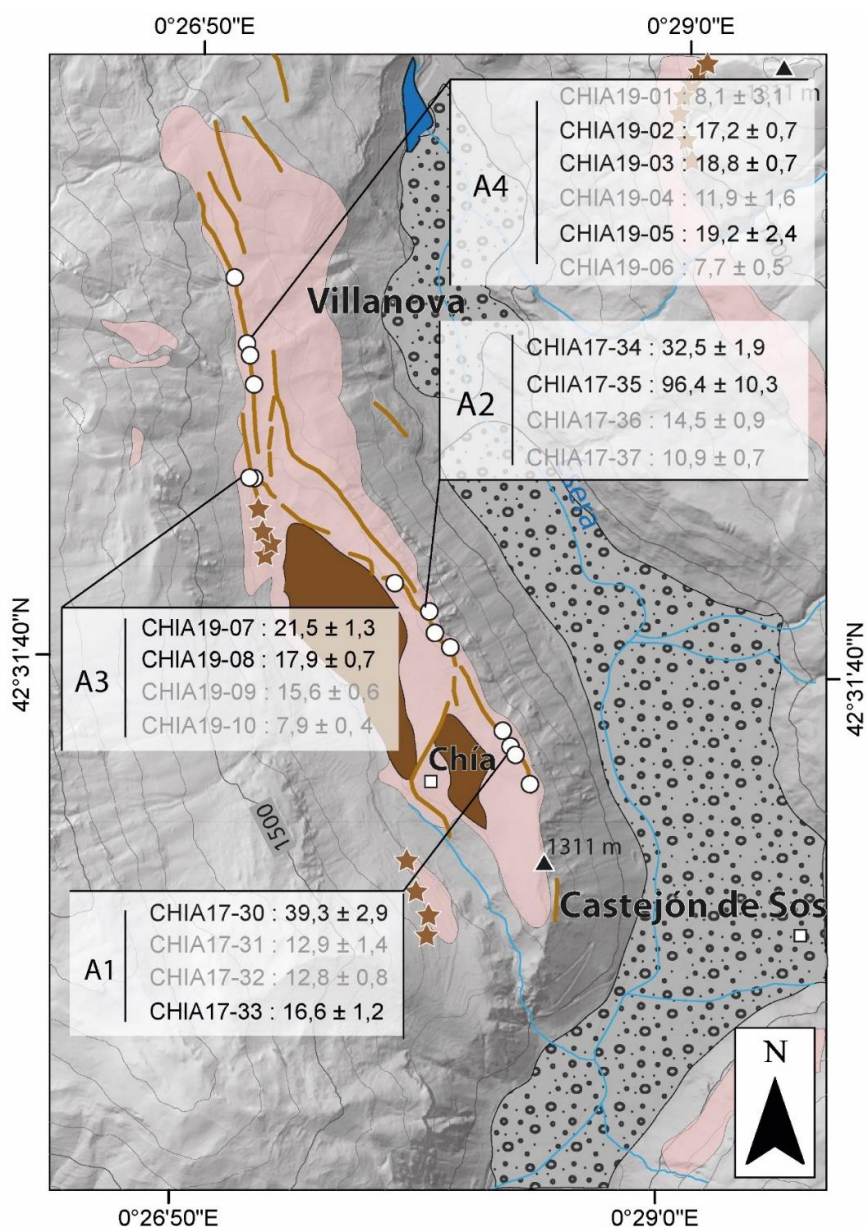 0°26'50"E
0°29'0"E
CHIA19-01 : 8,1 ± 3,1
1311 m
CHIA19-02 : 17,2 ± 0,7
CHIA19-03 : 18,8 ± 0,7
A4
CHIA19-04 : 11,9 ± 1,6
CHIA19-05 : 19,2 ± 2,4
CHIA19-06 : 7,7 ± 0,5
Villanova
CHIA17-34 : 32,5 ± 1,9
CHIA17-35 : 96,4 ± 10,3
A2
CHIA17-36 : 14,5 ± 0,9
CHIA17-37 : 10,9 ± 0,7
42°31'40"N
42°31'40"N
CHIA19-07 : 21,5 ± 1,3
CHIA19-08 : 17,9 ± 0,7
A3
CHIA19-09 : 15,6 ± 0,6
CHIA19-10 : 7,9 ± 0, 4
Chía
1500
1311 m
Castejón de Sos
CHIA17-30 : 39,3 ± 2,9
CHIA17-31 : 12,9 ± 1,4
A1
CHIA17-32 : 12,8 ± 0,8
CHIA17-33 : 16,6 ± 1,2
N
0°26'50"E
0°29'0"E